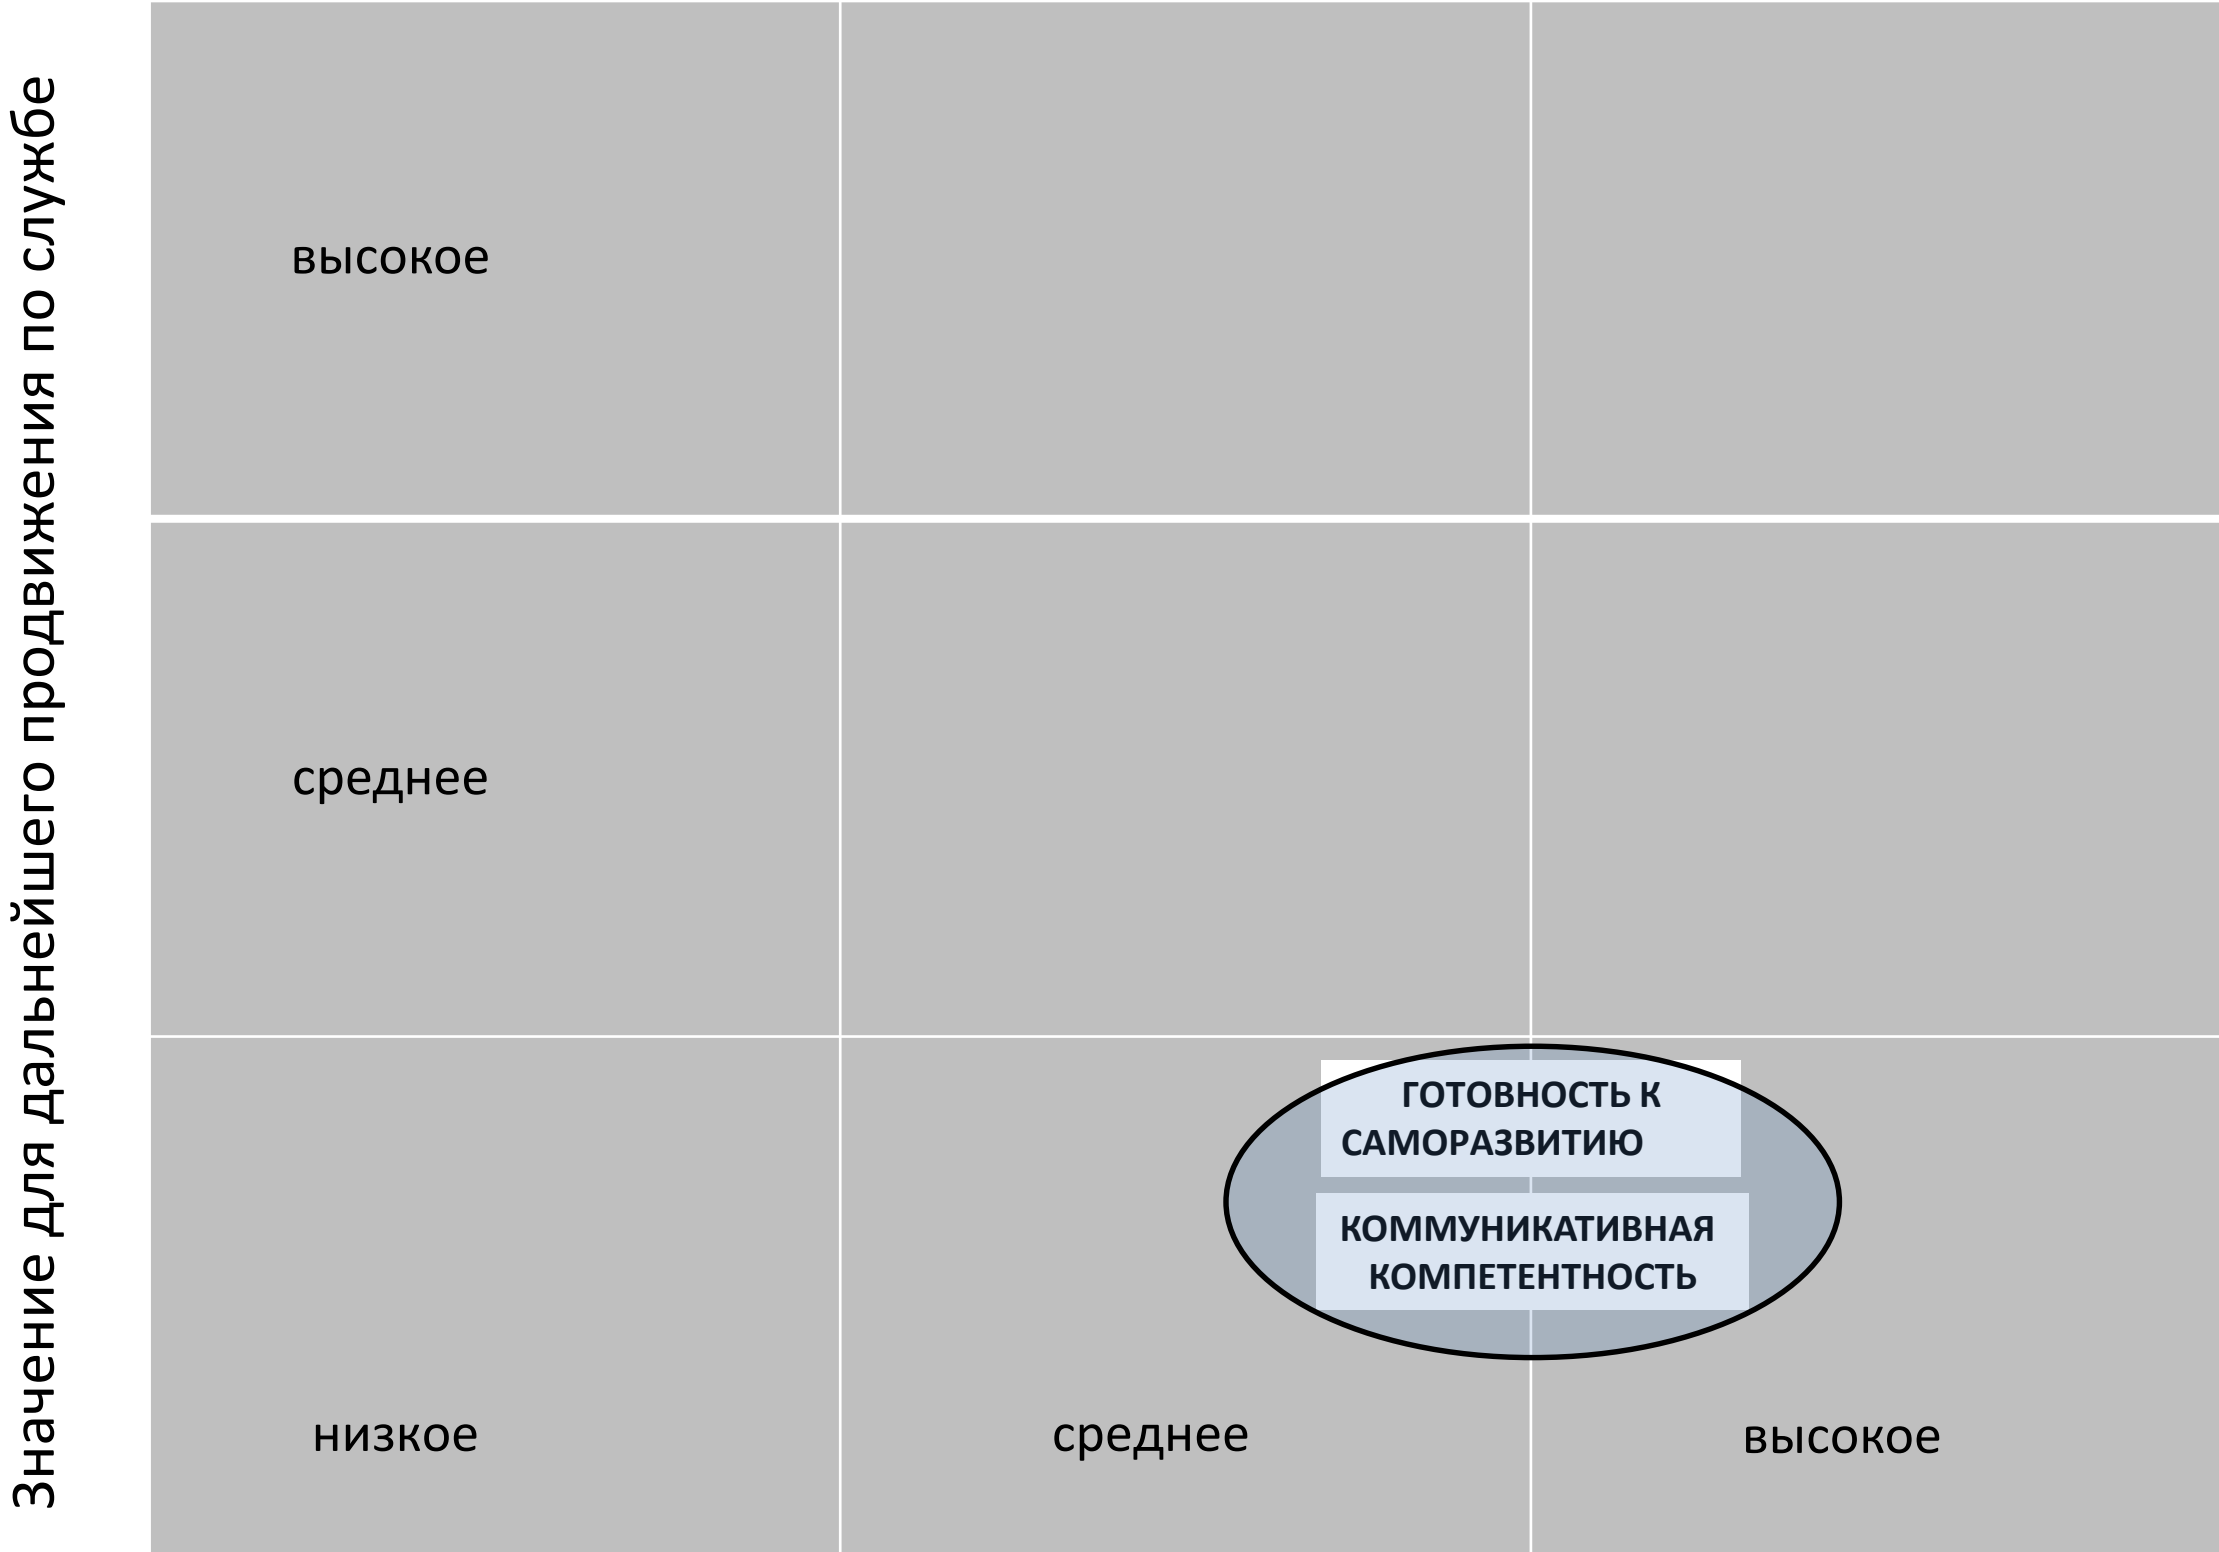 Значение для дальнейшего продвижения по службе
высокое
среднее
ГОТОВНОСТЬ К
САМОРАЗВИТИЮ
КОММУНИКАТИВНАЯ
КОМПЕТЕНТНОСТЬ
низкое
среднее
высокое